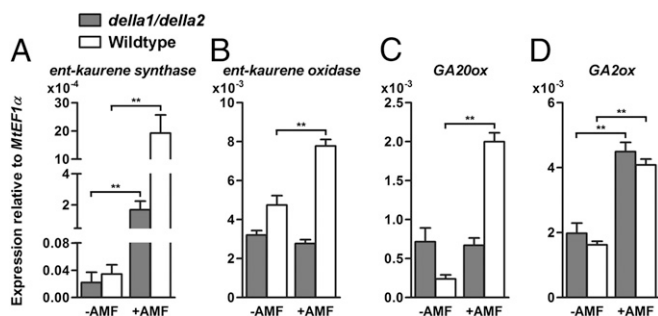 della1/della2
Wildtype
A
ent-kaurene synthase
B
ent-kaurene oxidase
C
GA20ox
D
GA2ox
Expression relative to MtEF1α
x10⁻⁴
30
20
10
**
4
2
0.08
0.04
0.00
**
-AMF
+AMF
x10⁻³
8
6
4
2
0
**
-AMF
+AMF
x10⁻³
2.5
2.0
1.5
1.0
0.5
0.0
**
-AMF
+AMF
x10⁻³
6
4
2
0
**
**
-AMF
+AMF